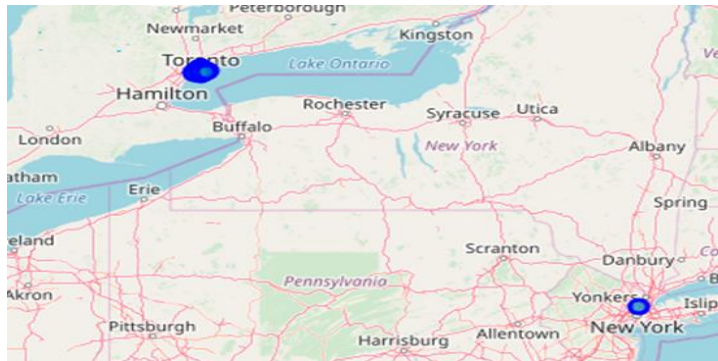 Peterborough
Newmarket
Kingston
Toronto
Lake Ontario
Hamilton
Rochester
Syracuse
Utica
Buffalo
London
New York
Albany
atham
Lake Erie
Erie
Spring
eland
Scranton
Danbury
Akron
Pennsylvania
Yonkers
Islip
Pittsburgh
New York
Allentown
Harrisburg